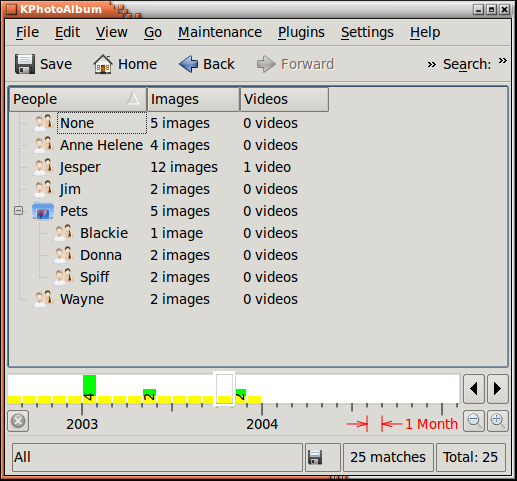 KPhotoAlbum
File Edit View Go Maintenance Plugins Settings Help
Save Home Back Forward » Search: »
People Images Videos
None 5 images 0 videos
Anne Helene 4 images 0 videos
Jesper 12 images 1 video
Jim 2 images 0 videos
Pets 5 images 0 videos
Blackie 1 image 0 videos
Donna 2 images 0 videos
Spiff 2 images 0 videos
Wayne 2 images 0 videos
4 2 2
2003 2004 1 Month
All 25 matches Total: 25